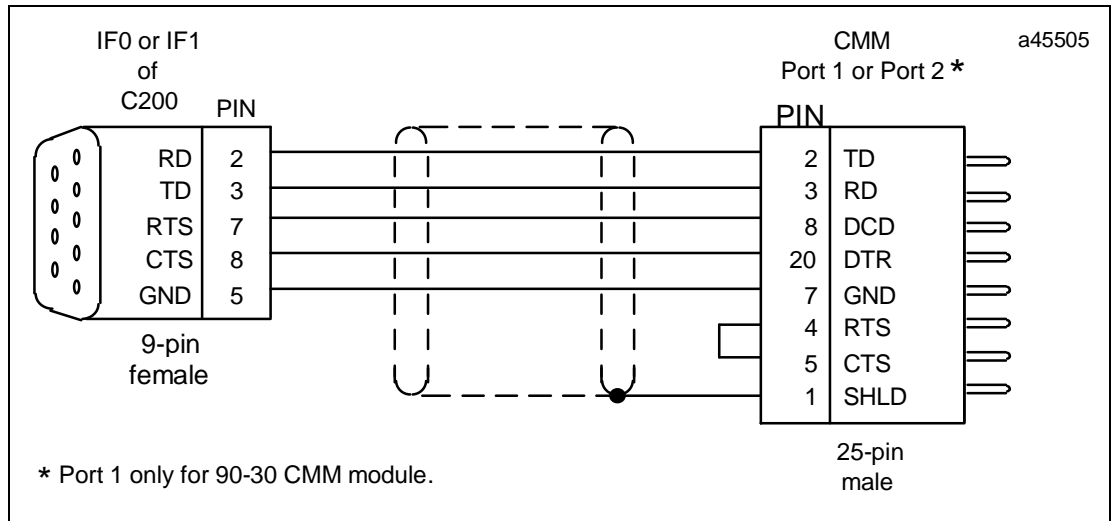 IF0 or IF1
of
C200
PIN
RD 2
TD 3
RTS 7
CTS 8
GND 5
9-pin
female
CMM
Port 1 or Port 2 *
a45505
PIN
2 TD
3 RD
8 DCD
20 DTR
7 GND
4 RTS
5 CTS
1 SHLD
25-pin
male
* Port 1 only for 90-30 CMM module.